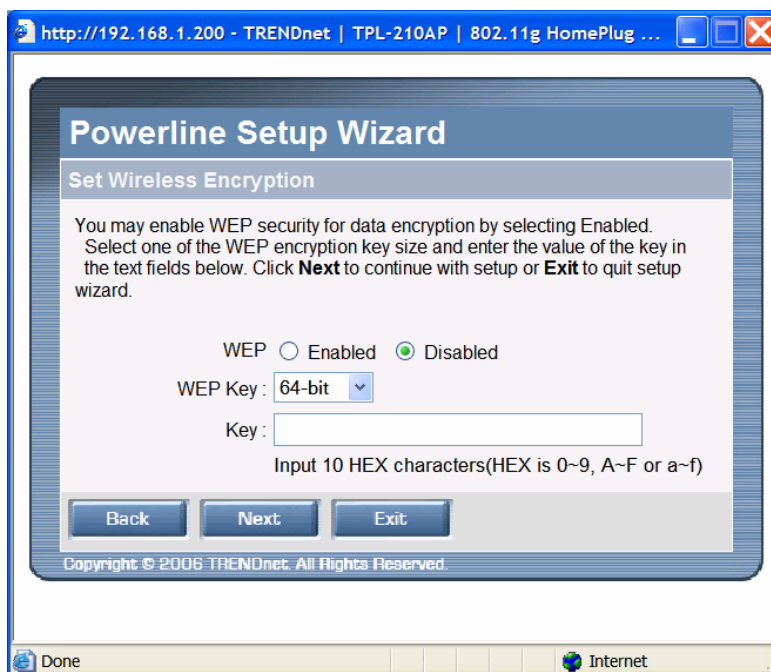 http://192.168.1.200 - TRENDnet | TPL-210AP | 802.11g HomePlug ...
Powerline Setup Wizard
Set Wireless Encryption
You may enable WEP security for data encryption by selecting Enabled.
Select one of the WEP encryption key size and enter the value of the key in
the text fields below. Click Next to continue with setup or Exit to quit setup
wizard.
WEP Enabled Disabled
WEP Key : 64-bit
Key :
Input 10 HEX characters(HEX is 0~9, A~F or a~f)
Back Next Exit
Copyright © 2006 TRENDnet. All Rights Reserved.
Done Internet